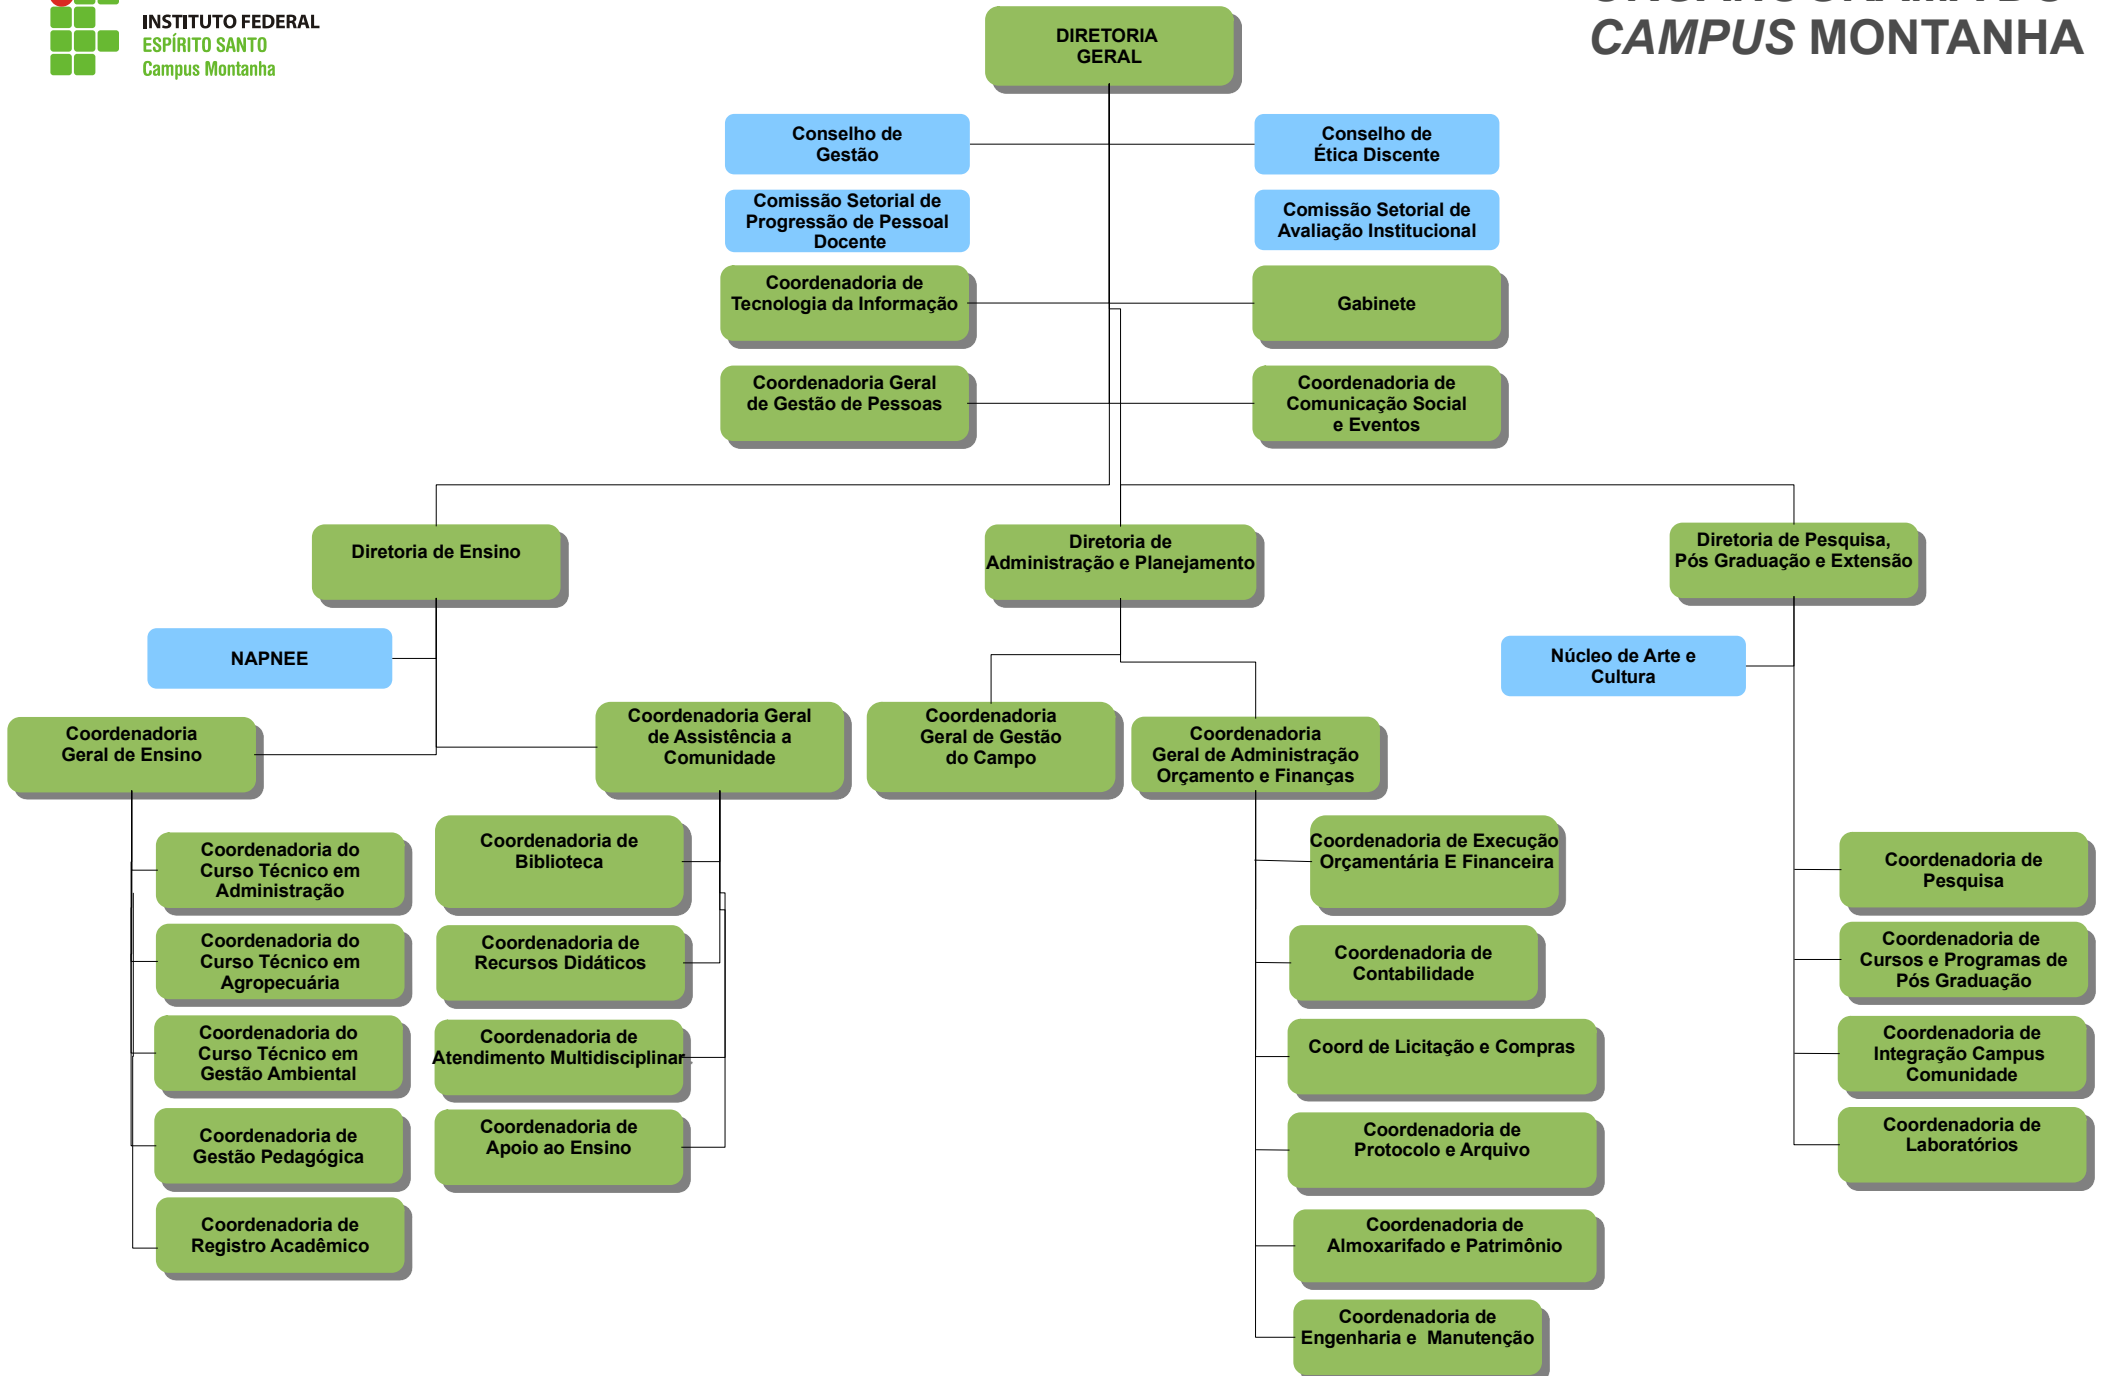 INSTITUTO FEDERAL
ESPÍRITO SANTO
Campus Montanha
ORGANOGRAMA DO
CAMPUS MONTANHA
DIRETORIA
GERAL
Conselho de
Gestão
Conselho de
Ética Discente
Comissão Setorial de
Progressão de Pessoal
Docente
Comissão Setorial de
Avaliação Institucional
Coordenadoria de
Tecnologia da Informação
Gabinete
Coordenadoria Geral
de Gestão de Pessoas
Coordenadoria de
Comunicação Social
e Eventos
Diretoria de Ensino
Diretoria de
Administração e Planejamento
Diretoria de Pesquisa,
Pós Graduação e Extensão
NAPNEE
Núcleo de Arte e
Cultura
Coordenadoria
Geral de Ensino
Coordenadoria Geral
de Assistência a
Comunidade
Coordenadoria
Geral de Gestão
do Campo
Coordenadoria
Geral de Administração
Orçamento e Finanças
Coordenadoria do
Curso Técnico em
Administração
Coordenadoria do
Curso Técnico em
Agropecuária
Coordenadoria do
Curso Técnico em
Gestão Ambiental
Coordenadoria de
Gestão Pedagógica
Coordenadoria de
Registro Acadêmico
Coordenadoria de
Biblioteca
Coordenadoria de
Recursos Didáticos
Coordenadoria de
Atendimento Multidisciplinar
Coordenadoria de
Apoio ao Ensino
Coordenadoria de Execução
Orçamentária E Financeira
Coordenadoria de
Contabilidade
Coord de Licitação e Compras
Coordenadoria de
Protocolo e Arquivo
Coordenadoria de
Almoxarifado e Patrimônio
Coordenadoria de
Engenharia e  Manutenção
Coordenadoria de
Pesquisa
Coordenadoria de
Cursos e Programas de
Pós Graduação
Coordenadoria de
Integração Campus
Comunidade
Coordenadoria de
Laboratórios